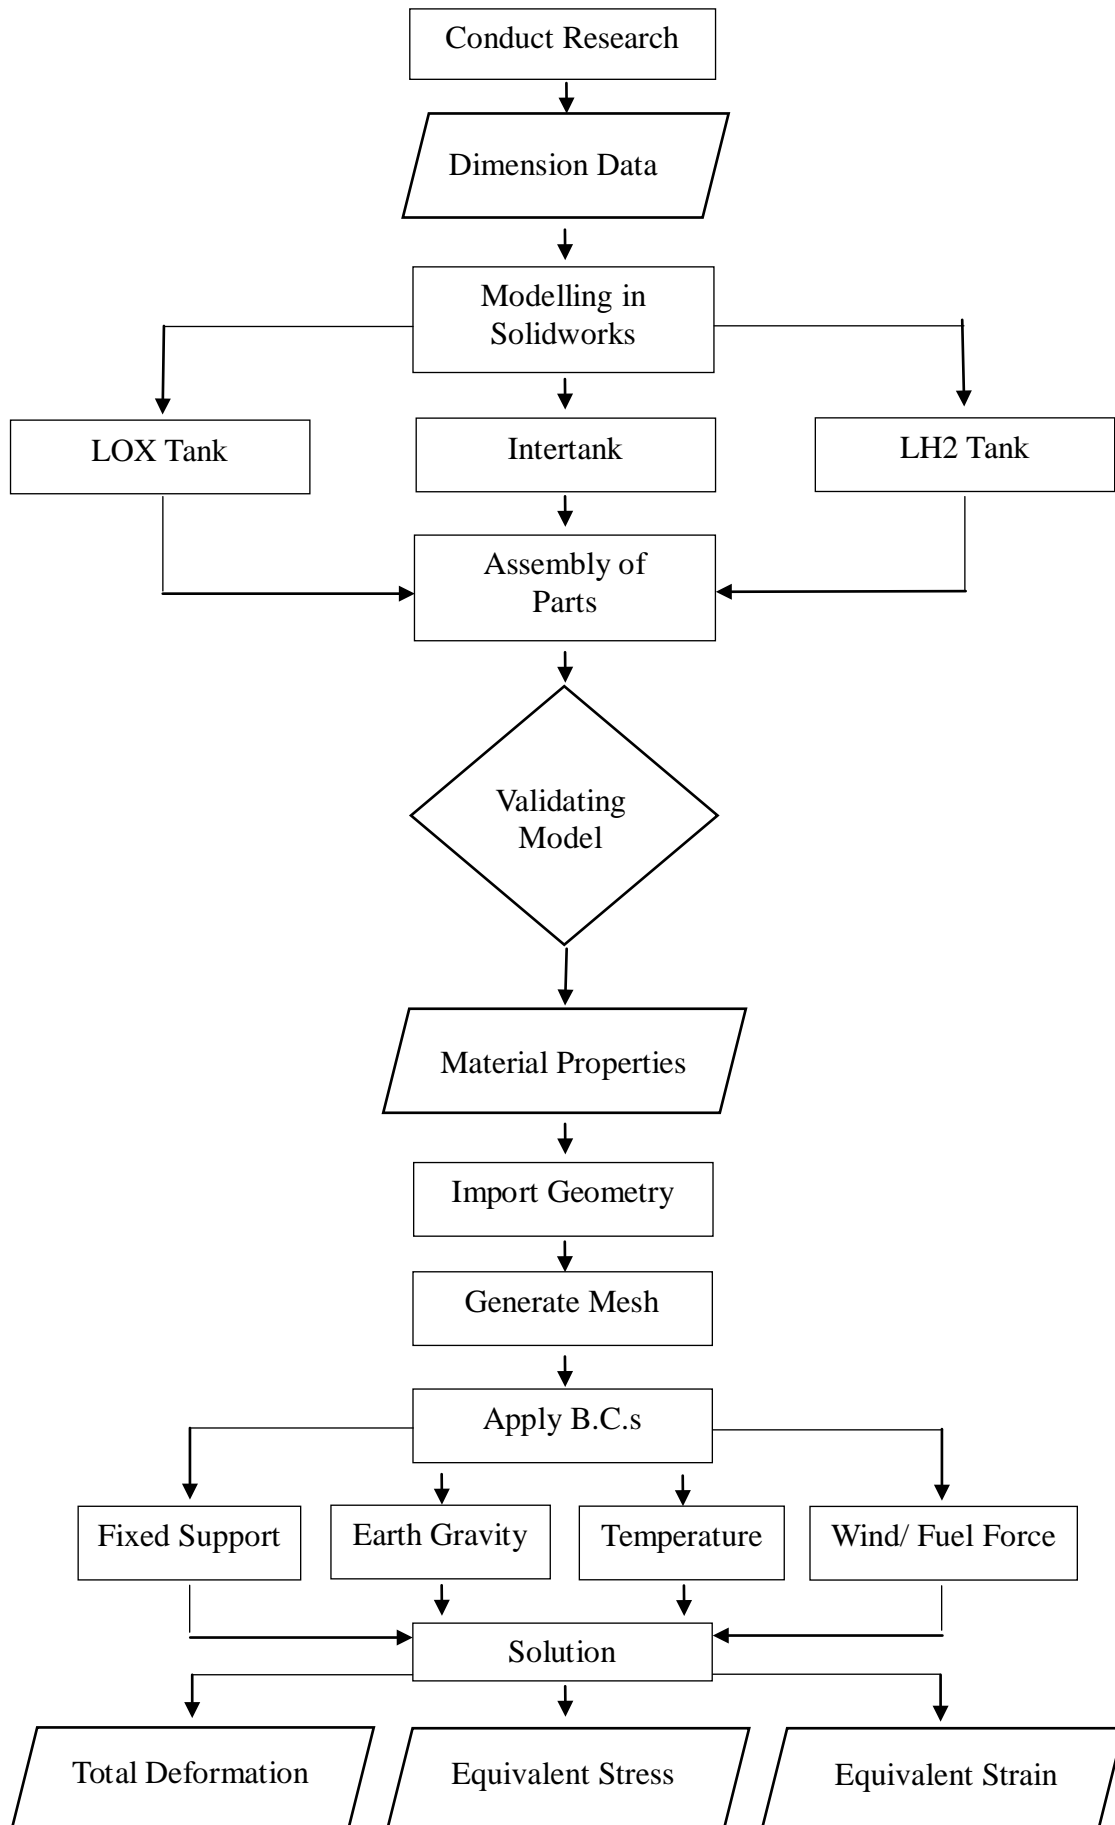 Conduct Research
Dimension Data
Modelling in
Solidworks
LOX Tank
Intertank
LH2 Tank
Assembly of
Parts
Validating
Model
Material Properties
Import Geometry
Generate Mesh
Apply B.C.s
Fixed Support
Earth Gravity
Temperature
Wind/ Fuel Force
Solution
Total Deformation
Equivalent Stress
Equivalent Strain